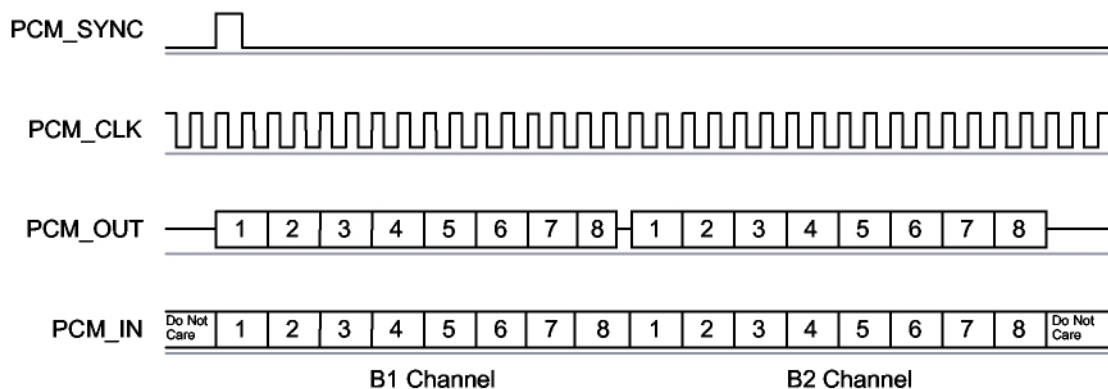 PCM_SYNC
PCM_CLK
PCM_OUT 1 2 3 4 5 6 7 8 1 2 3 4 5 6 7 8
PCM_IN Do Not Care 1 2 3 4 5 6 7 8 1 2 3 4 5 6 7 8 Do Not Care
B1 Channel B2 Channel